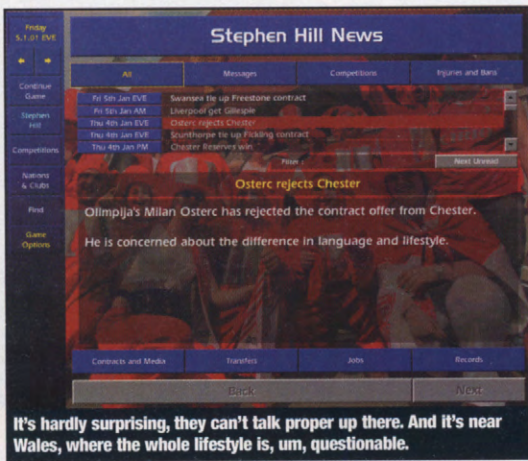 Friday
5.1.01 EVE
Stephen Hill News
All
Messages
Competitions
Injuries and Bans
Continue
Game
Stephen
Hill
Competitions
Nations
& Clubs
Find
Game
Options
Fri 5th Jan EVE Swansea tie up Freestone contract
Fri 5th Jan AM Liverpool get Gillespie
Thu 4th Jan EVE Osterc rejects Chester
Thu 4th Jan EVE Scunthorpe tie up Fickling contract
Thu 4th Jan PM Chester Reserves win
Filter :
Next Unread
Osterc rejects Chester
Olimpija's Milan Osterc has rejected the contract offer from Chester.
He is concerned about the difference in language and lifestyle.
Contracts and Media
Transfers
Jobs
Records
Back
Next
It's hardly surprising, they can't talk proper up there. And it's near
Wales, where the whole lifestyle is, um, questionable.